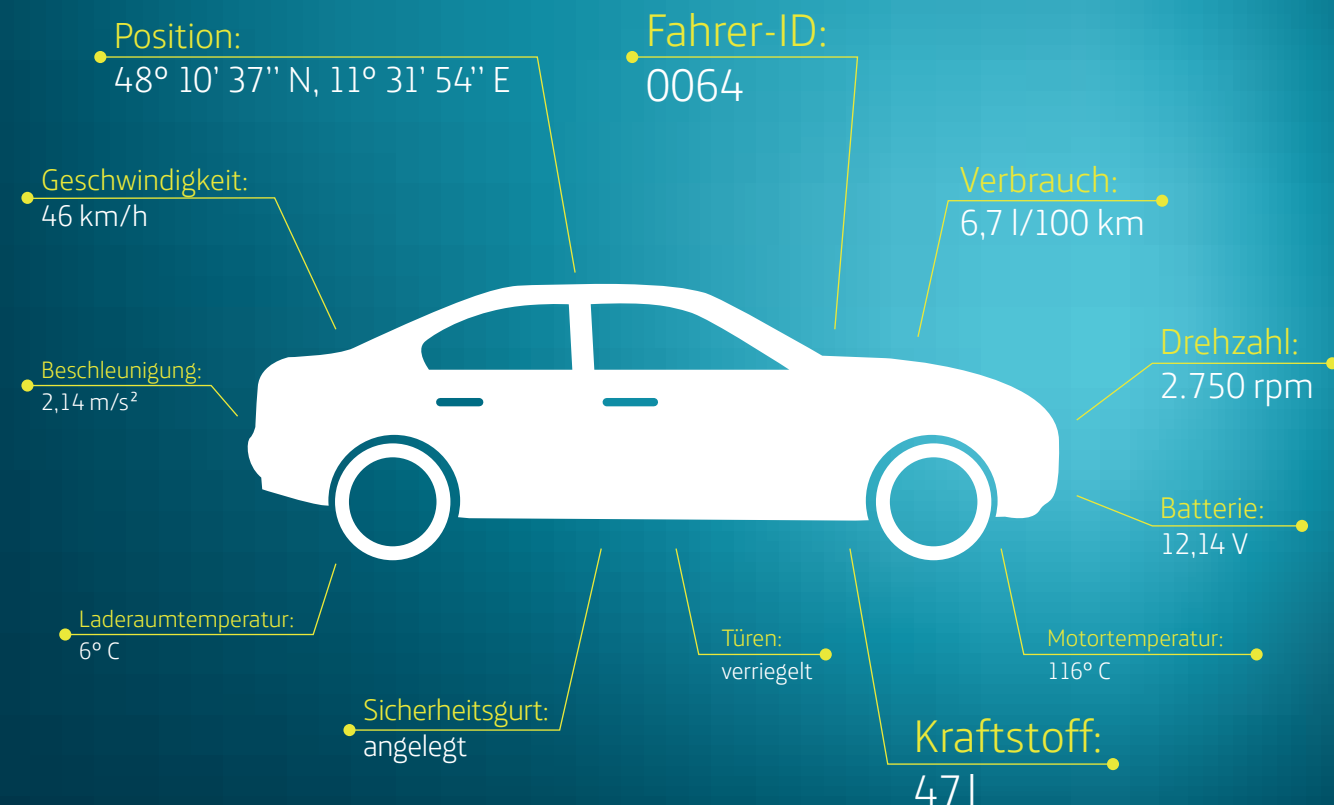 Position:
48° 10' 37'' N, 11° 31' 54'' E
Fahrer-ID:
0064
Geschwindigkeit:
46 km/h
Verbrauch:
6,7 l/100 km
Drehzahl:
2.750 rpm
Beschleunigung:
2,14 m/s²
Batterie:
12,14 V
Laderaumtemperatur:
6° C
Türen:
verriegelt
Motortemperatur:
116° C
Sicherheitsgurt:
angelegt
Kraftstoff:
47 l